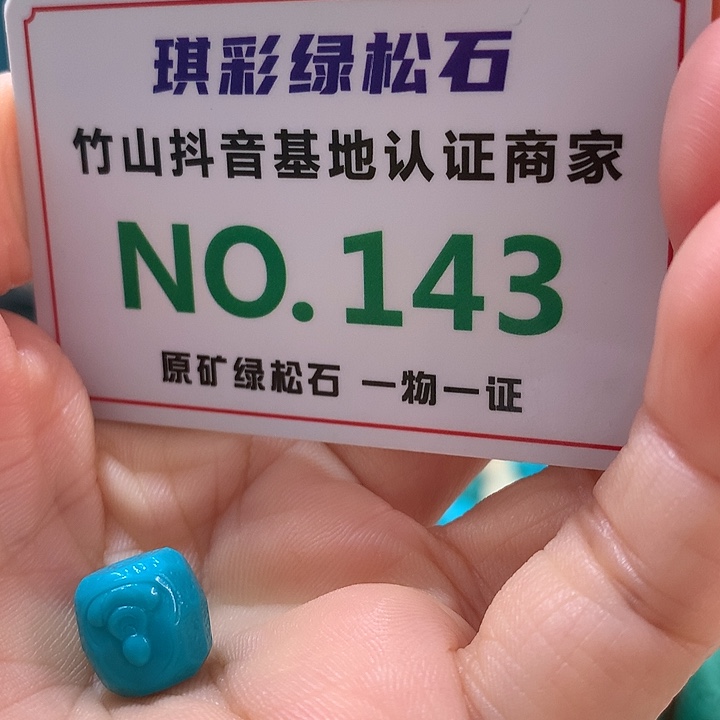 琪彩绿松石
竹山抖音基地认证商家
NO.143
原矿绿松石 一物一证